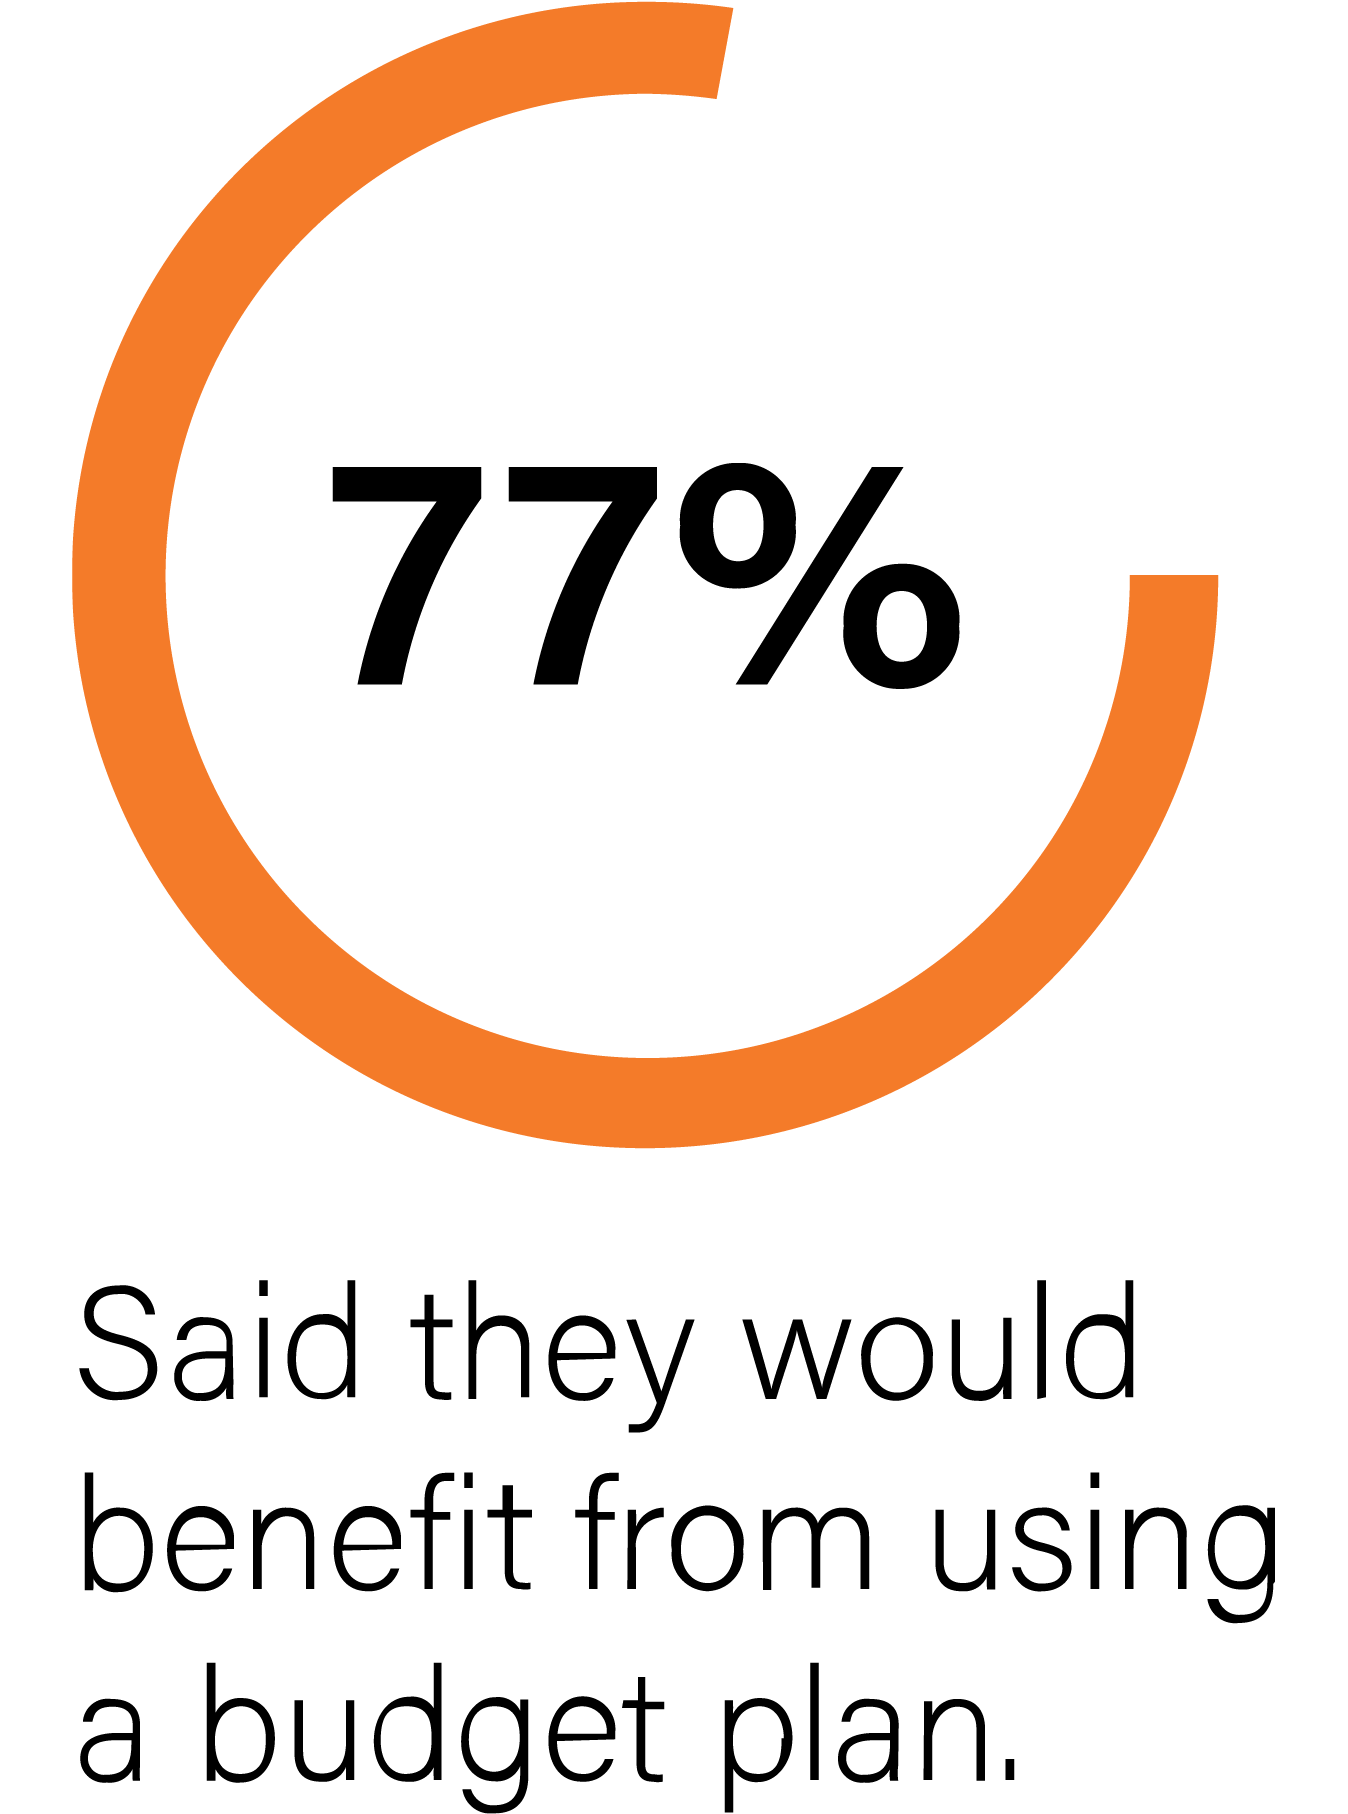 77%
Said they would
benefit from using
a budget plan.